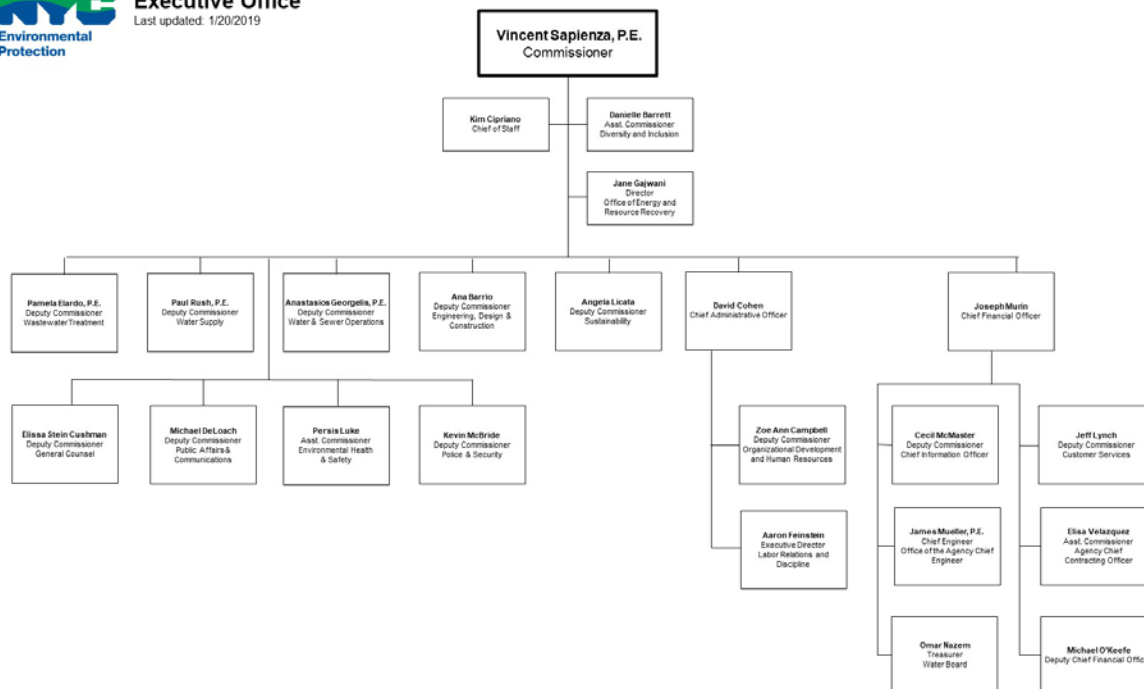 NYC
Environmental
Protection
Executive Office
Last updated: 1/20/2019
Vincent Sapienza, P.E.
Commissioner
Kim Cipriano
Chief of Staff
Danielle Barrett
Asst. Commissioner
Diversity and Inclusion
Jane Gajwani
Director
Office of Energy and
Resource Recovery
Pamela Elardo, P.E.
Deputy Commissioner
Wastewater Treatment
Paul Rush, P.E.
Deputy Commissioner
Water Supply
Anastasios Georgelis, P.E.
Deputy Commissioner
Water & Sewer Operations
Ana Barrio
Deputy Commissioner
Engineering, Design &
Construction
Angela Licata
Deputy Commissioner
Sustainability
David Cohen
Chief Administrative Officer
Joseph Murin
Chief Financial Officer
Elissa Stein Cushman
Deputy Commissioner
General Counsel
Michael DeLoach
Deputy Commissioner
Public Affairs &
Communications
Persis Luke
Asst. Commissioner
Environmental Health
& Safety
Kevin McBride
Deputy Commissioner
Police & Security
Zoe Ann Campbell
Deputy Commissioner
Organizational Development
and Human Resources
Cecil McMaster
Deputy Commissioner
Chief Information Officer
Jeff Lynch
Deputy Commissioner
Customer Services
Aaron Feinstein
Executive Director
Labor Relations and
Discipline
James Mueller, P.E.
Chief Engineer
Office of the Agency Chief
Engineer
Elisa Velazquez
Asst. Commissioner
Agency Chief
Contracting Officer
Omar Nazem
Treasurer
Water Board
Michael O'Keefe
Deputy Chief Financial Offic